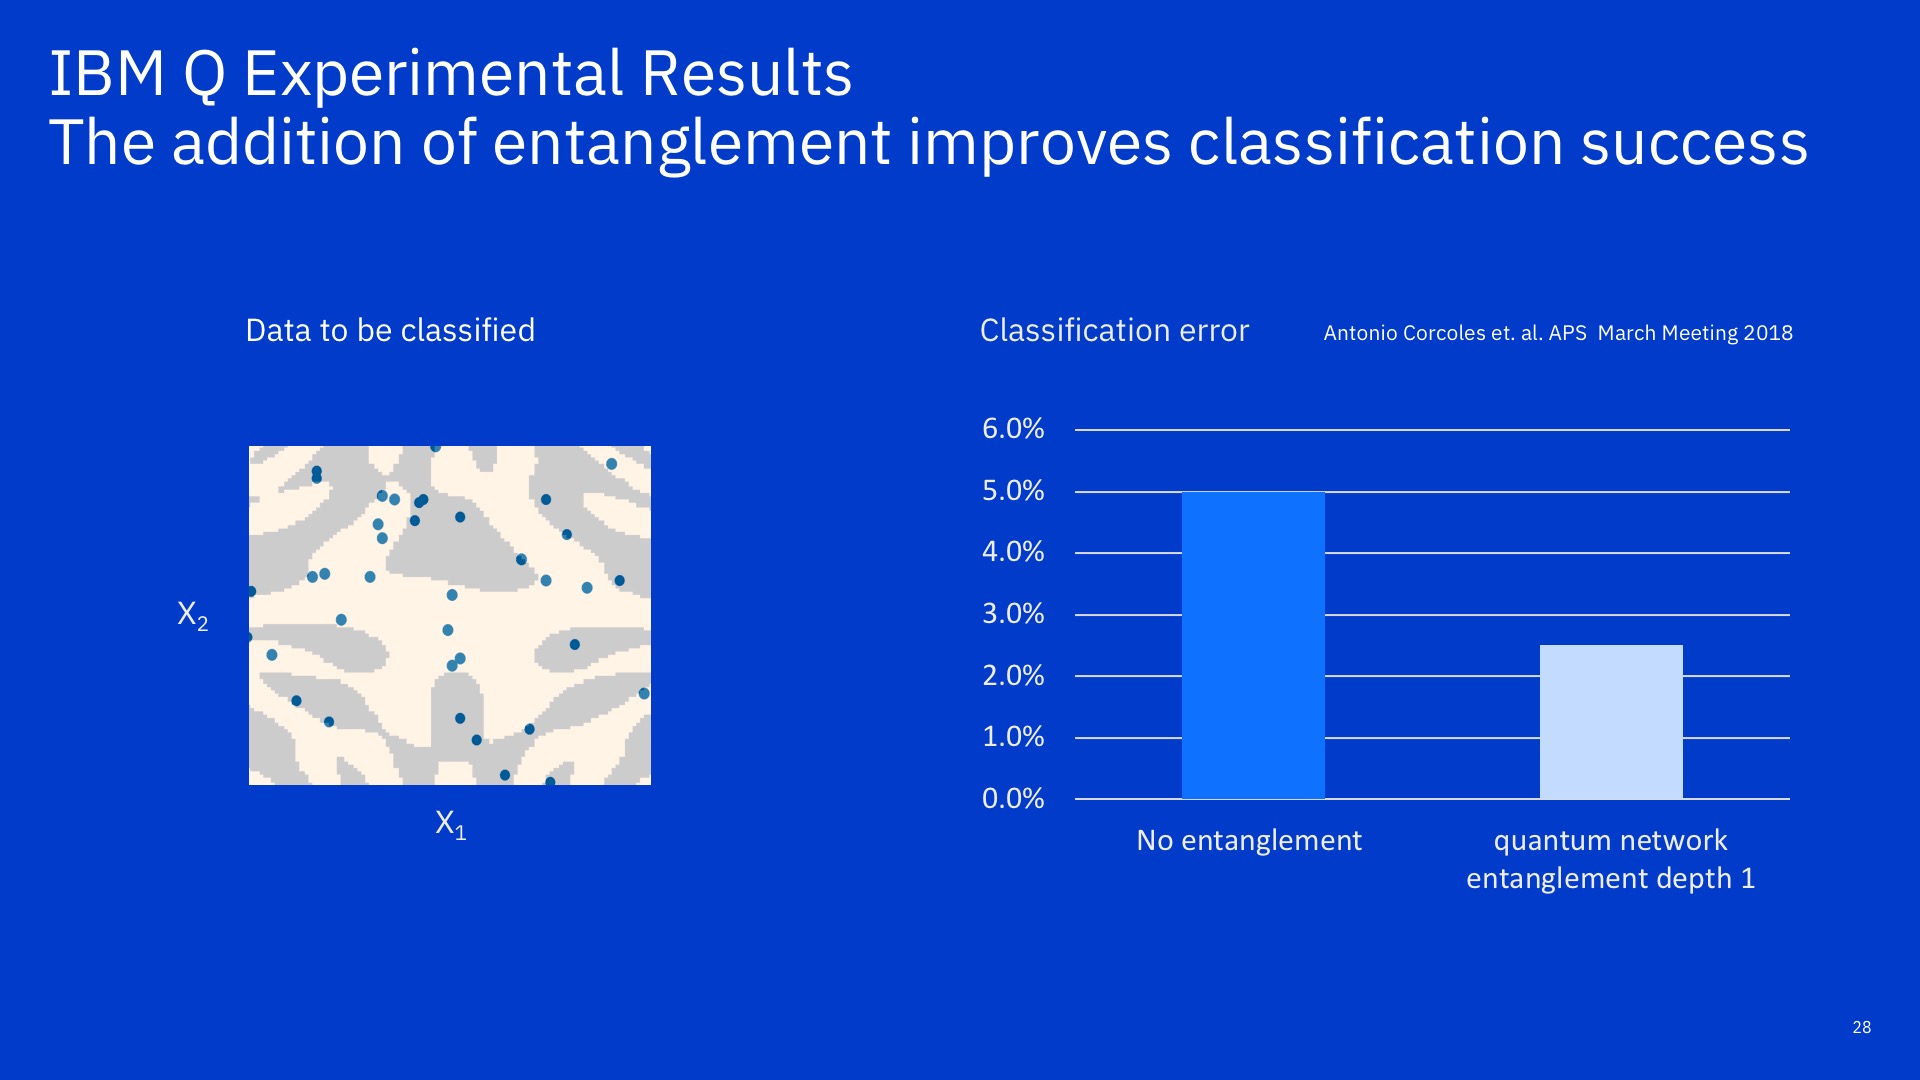 IBM Q Experimental Results
The addition of entanglement improves classification success
Data to be classified
X₂
X₁
Classification error
Antonio Corcoles et. al. APS March Meeting 2018
6.0%
5.0%
4.0%
3.0%
2.0%
1.0%
0.0%
No entanglement
quantum network
entanglement depth 1
28